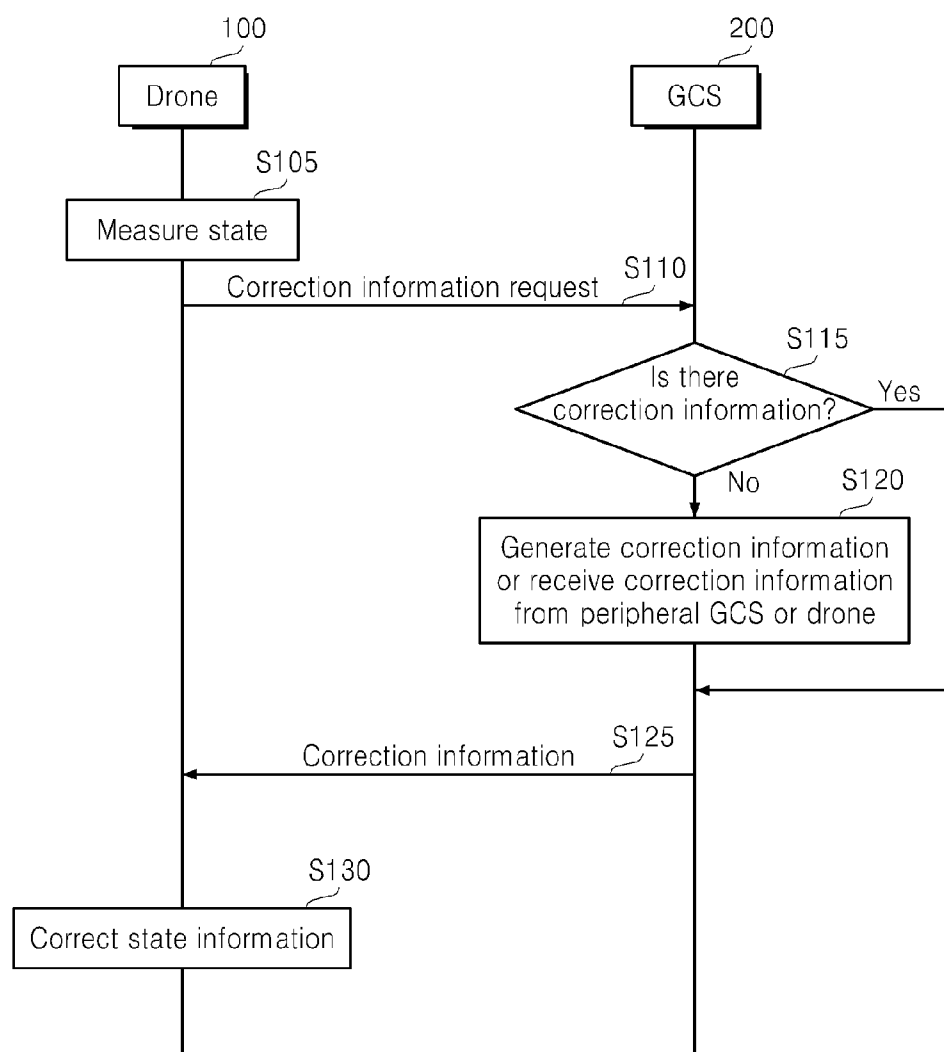 100
200
Drone
GCS
S105
Measure state
S110
Correction information request
S115
Is there
correction information?
Yes
No
S120
Generate correction information
or receive correction information
from peripheral GCS or drone
S125
Correction information
S130
Correct state information